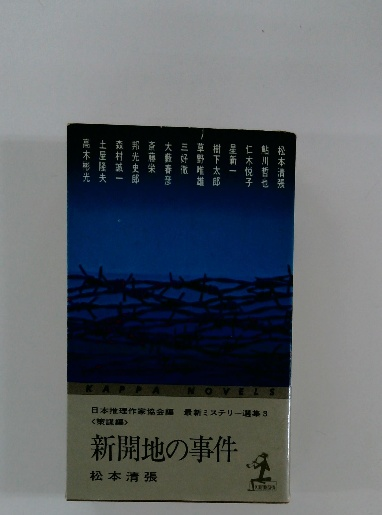 松本清張
鮎川哲也
仁木悦子
星新一
樹下太郎
草野唯雄
三好徹
大藪春彦
斎藤栄
邦光史郎
森村誠一
土屋隆夫
高木彬光
KAPPA NOVELS
日本推理作家協会編 最新ミステリー選集3
〈策謀編〉
新開地の事件
松本清張